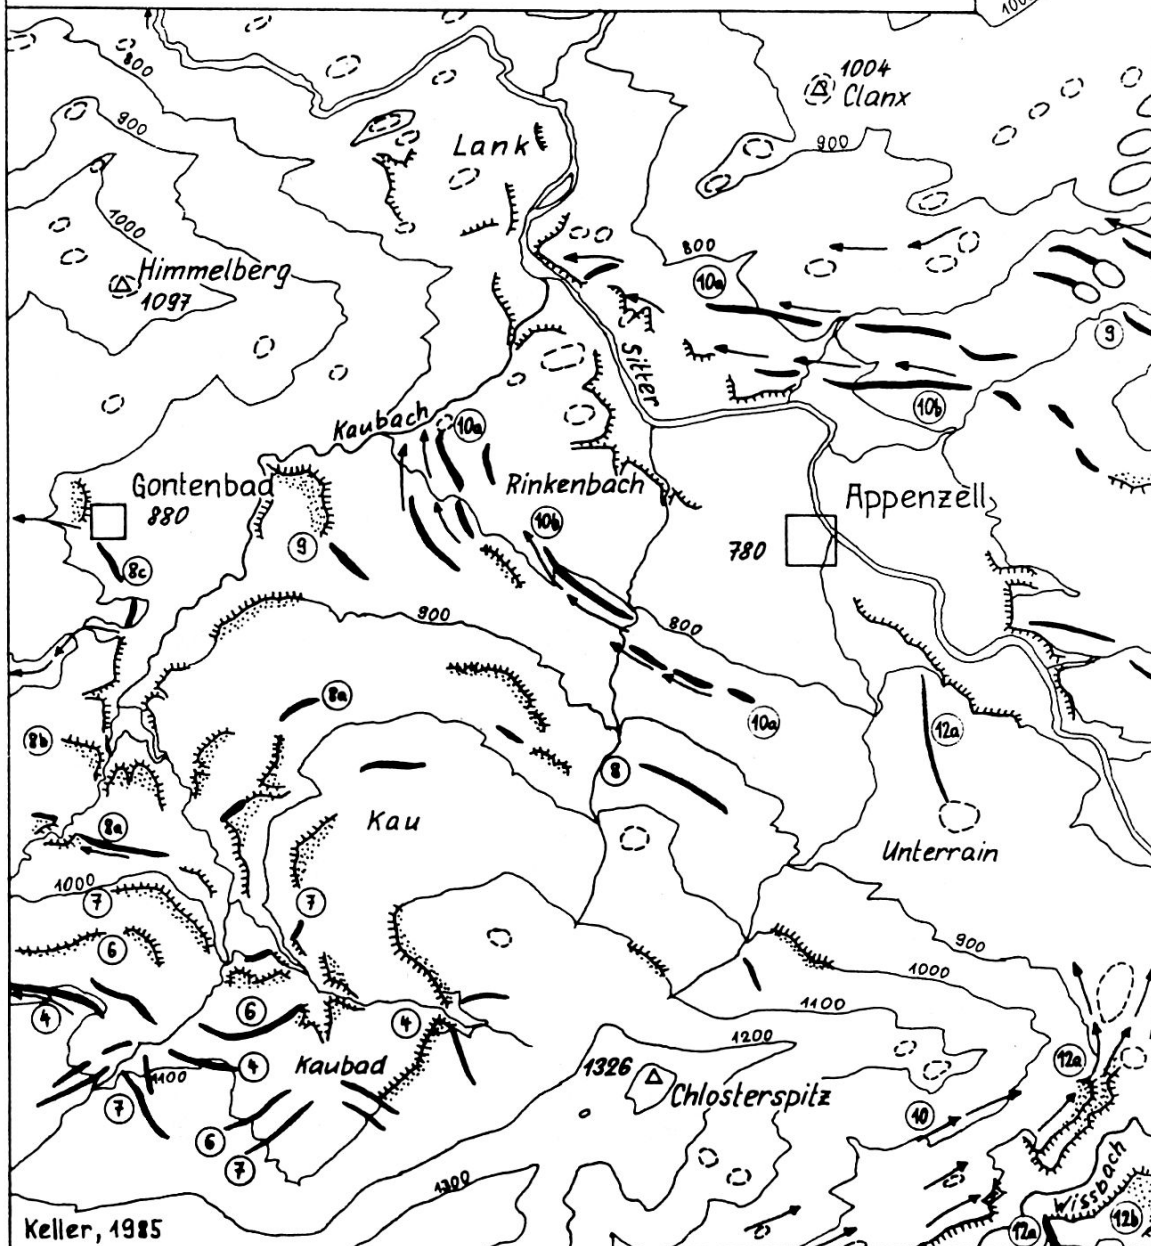 1004
Clanx
800
900
Lank
900
1000
800
Himmelberg
1097
10a
9
Sitter
10b
Kaubach
10a
Gontenbad
880
Rinkenbach
Appenzell
10b
780
9
8c
900
800
8a
8b
10a
12a
8
8a
Kau
Unterrain
1000
7
7
6
900
1000
4
6
4
1100
1200
Kaubad
4
1100
1326
Chlosterspitz
12a
7
10
6
7
Wissbach
1200
Keller, 1985
12a
12b